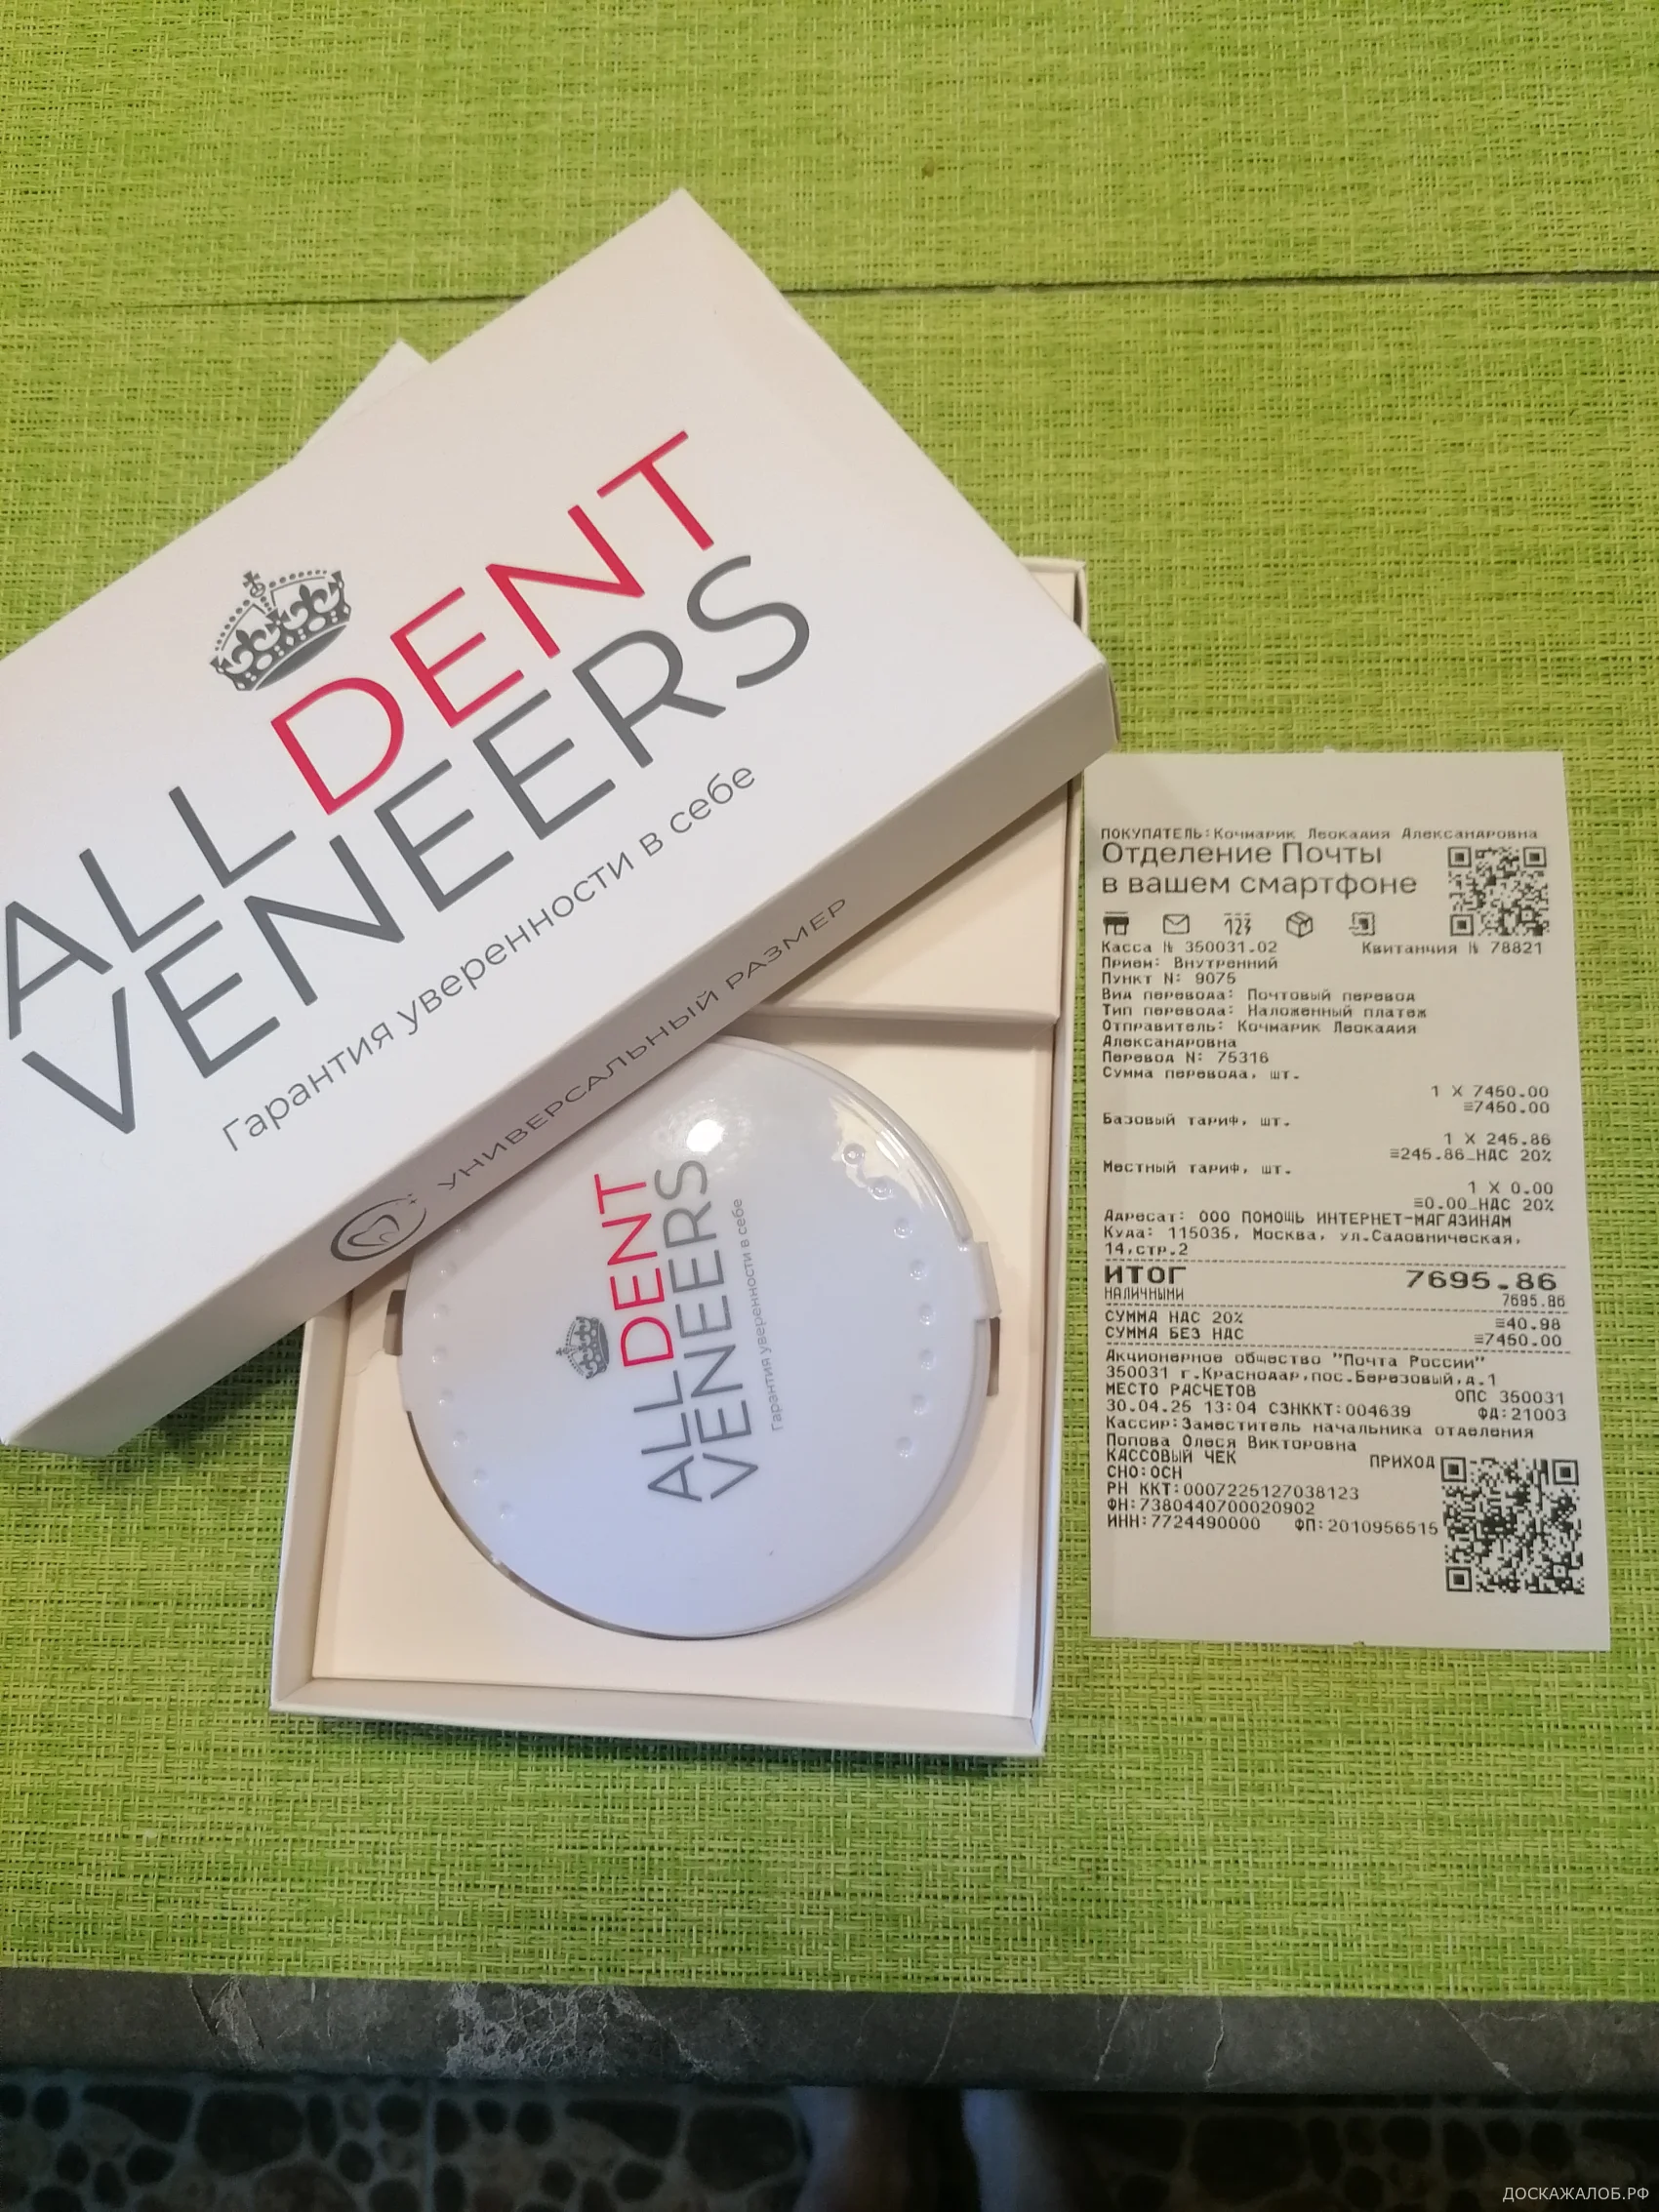 ALL DENT
VENEERS
Гарантия уверенности в себе
УНИВЕРСАЛЬНЫЙ РАЗМЕР
ALL DENT
VENEERS
Гарантия уверенности в себе
ПОКУПАТЕЛЬ:Кочмарик Леокадия Александровна
Отделение Почты
в вашем смартфоне
Касса № 350031.02 Квитанция № 78821
Прием: Внутренний
Пункт N: 9075
Вид перевода: Почтовый перевод
Тип перевода: Наложенный платеж
Отправитель: Кочмарик Леокадия
Александровна
Перевод N: 75316
Сумма перевода, шт.
1 X 7450.00
≡7450.00
Базовый тариф, шт.
1 X 245.86
≡245.86_НДС 20%
Местный тариф, шт.
1 X 0.00
≡0.00_НДС 20%
Адресат: ООО ПОМОЩЬ ИНТЕРНЕТ-МАГАЗИНАМ
Куда: 115035, Москва, ул.Садовническая,
14,стр.2
ИТОГ 7695.86
НАЛИЧНЫМИ 7695.86
СУММА НДС 20% ≡40.98
СУММА БЕЗ НДС ≡7450.00
Акционерное общество "Почта России"
350031 г.Краснодар,пос.Березовый,д.1
МЕСТО РАСЧЕТОВ ОПС 350031
30.04.25 13:04 СЗНККТ:004639 ФД:21003
Кассир:Заместитель начальника отделения
Попова Олеся Викторовна
КАССОВЫЙ ЧЕК ПРИХОД
СНО:ОСН
РН ККТ:0007225127038123
ФН:7380440700020902
ИНН:7724490000 ФП:2010956515
ДОСКАЖАЛОБ.РФ